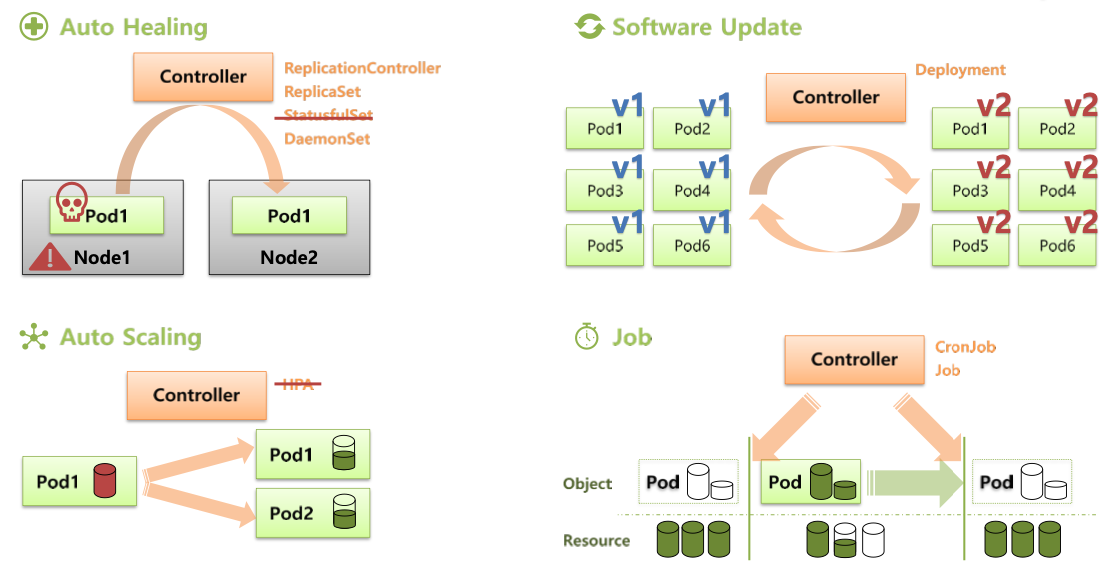 Auto Healing
Controller
ReplicationController
ReplicaSet
StatusfulSet
DaemonSet
Pod1
Node1
Pod1
Node2
Software Update
Controller
Deployment
v1
Pod1
v1
Pod2
v1
Pod3
v1
Pod4
v1
Pod5
v1
Pod6
v2
Pod1
v2
Pod2
v2
Pod3
v2
Pod4
v2
Pod5
v2
Pod6
Auto Scaling
Controller
HPA
Pod1
Pod1
Pod2
Job
Controller
CronJob
Job
Object
Pod
Pod
Pod
Resource